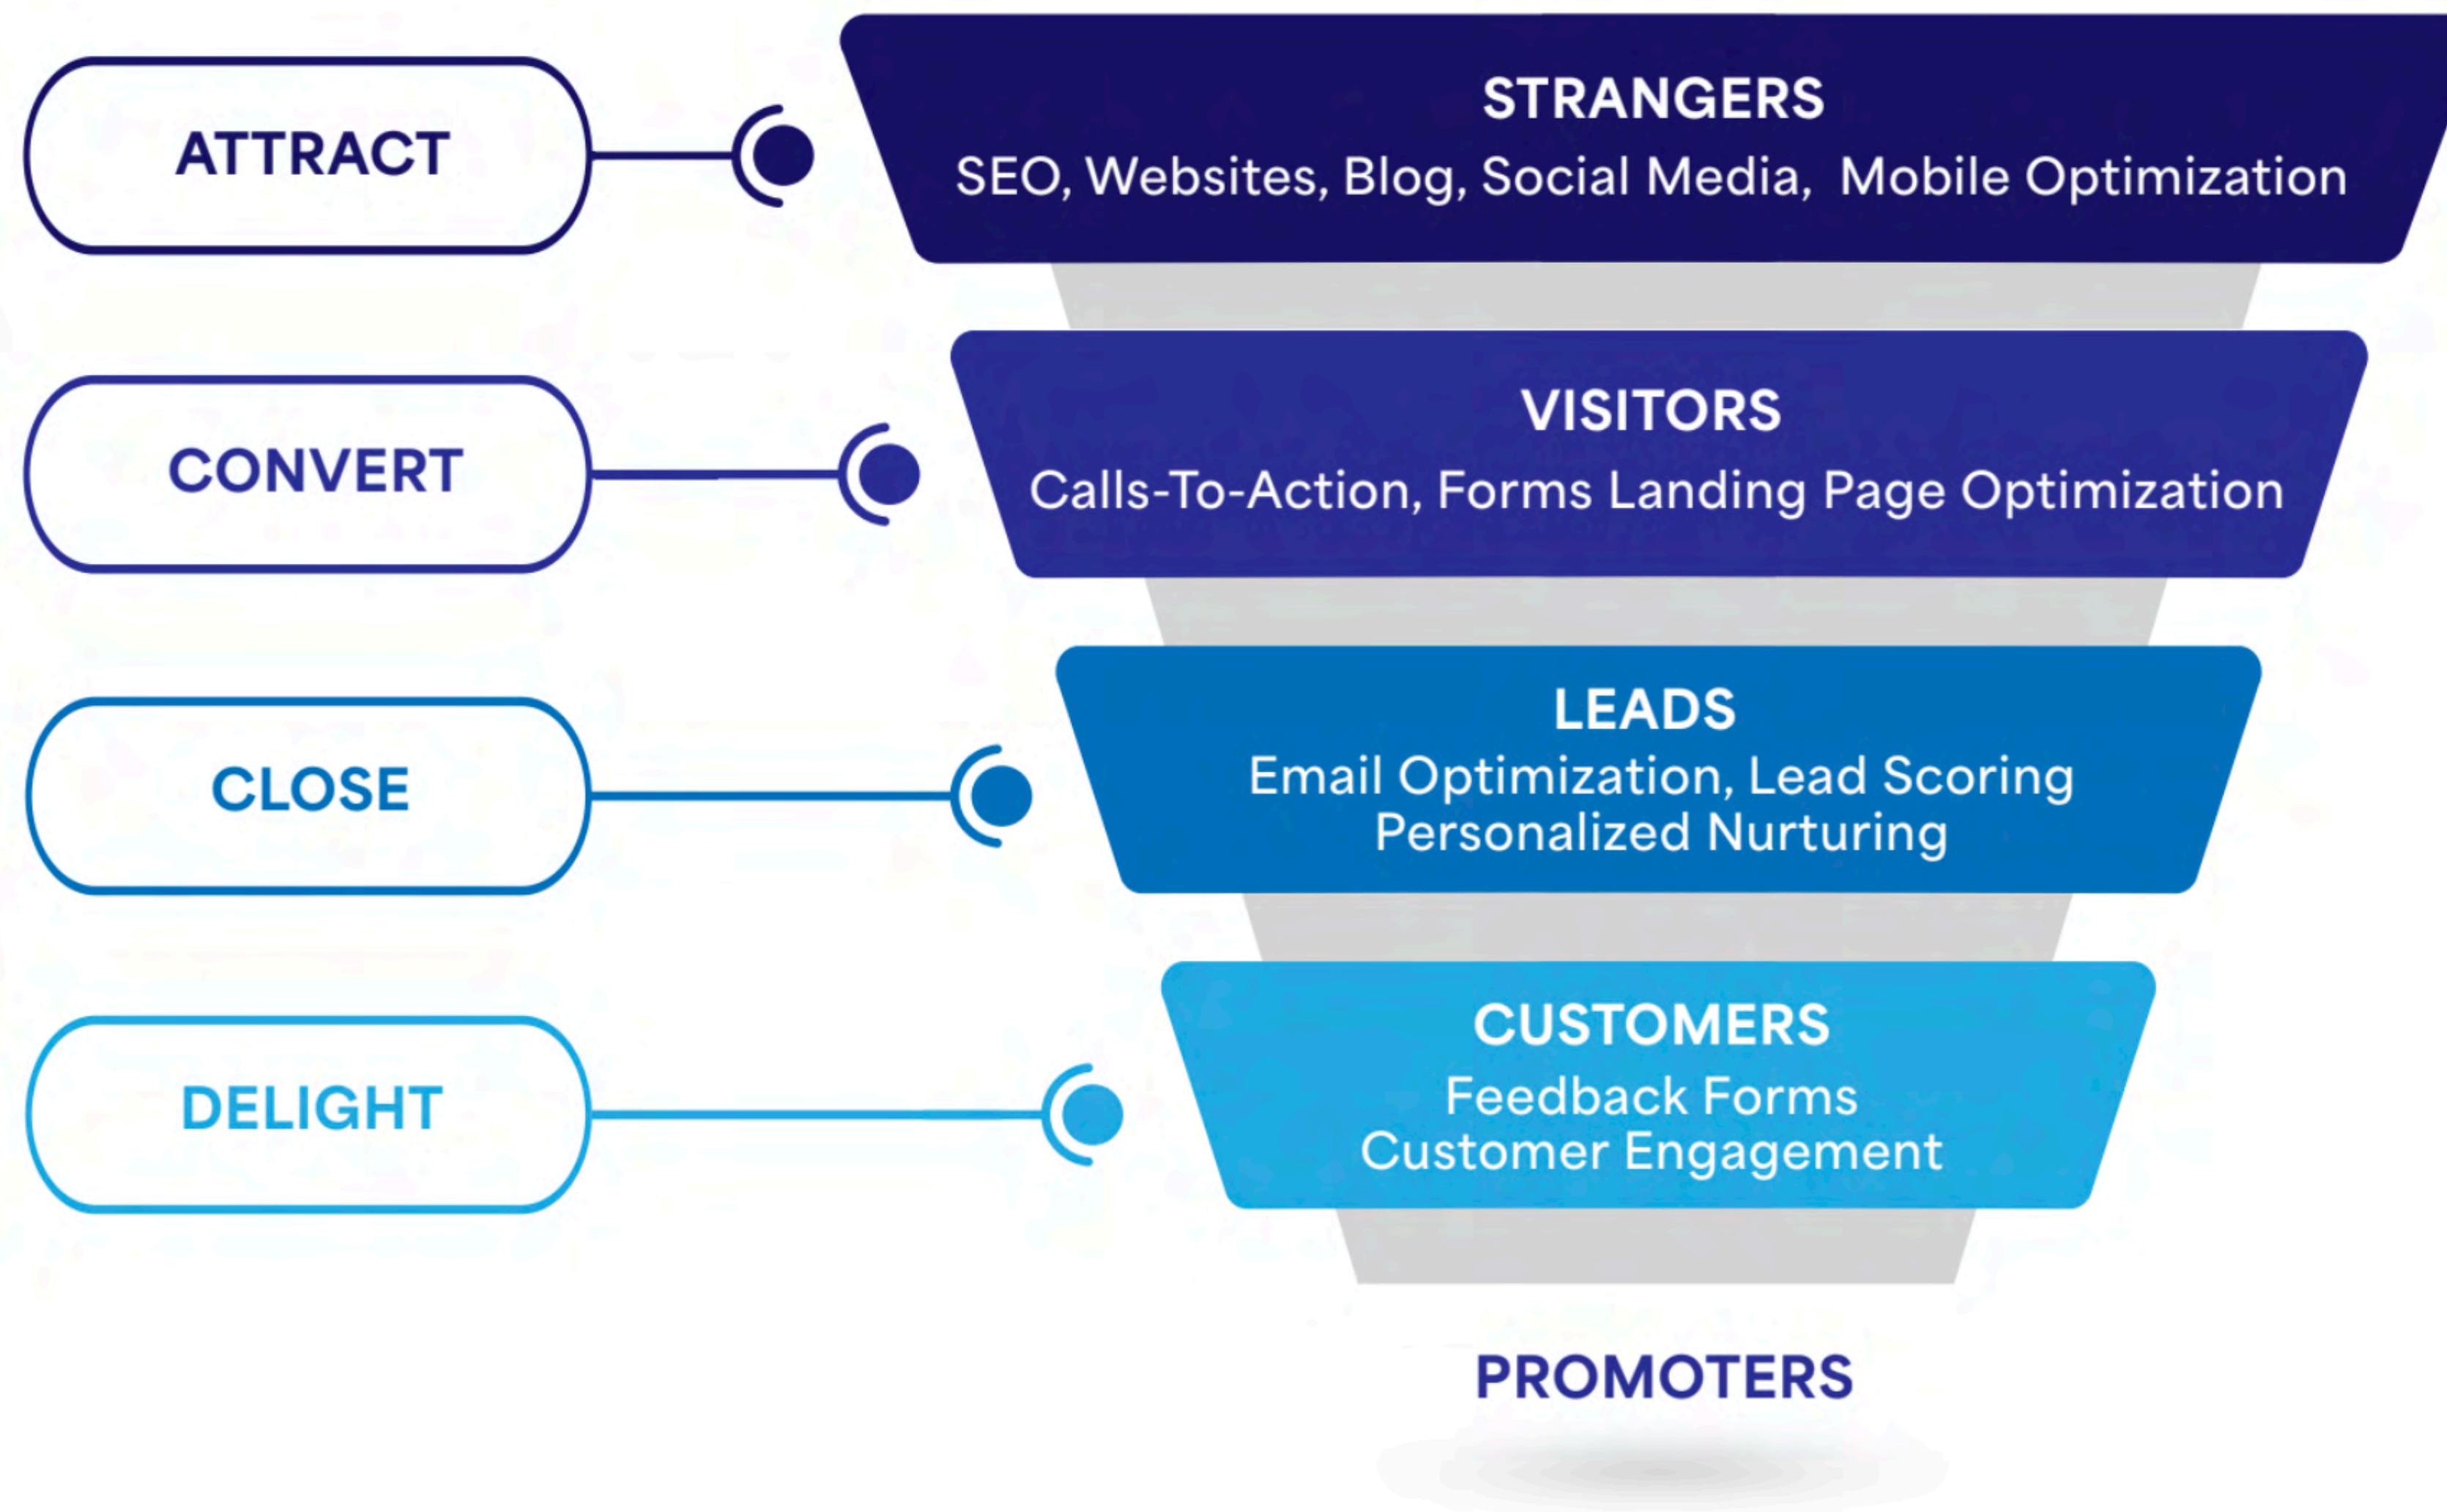 ATTRACT
STRANGERS
SEO, Websites, Blog, Social Media, Mobile Optimization
CONVERT
VISITORS
Calls-To-Action, Forms Landing Page Optimization
CLOSE
LEADS
Email Optimization, Lead Scoring
Personalized Nurturing
DELIGHT
CUSTOMERS
Feedback Forms
Customer Engagement
PROMOTERS